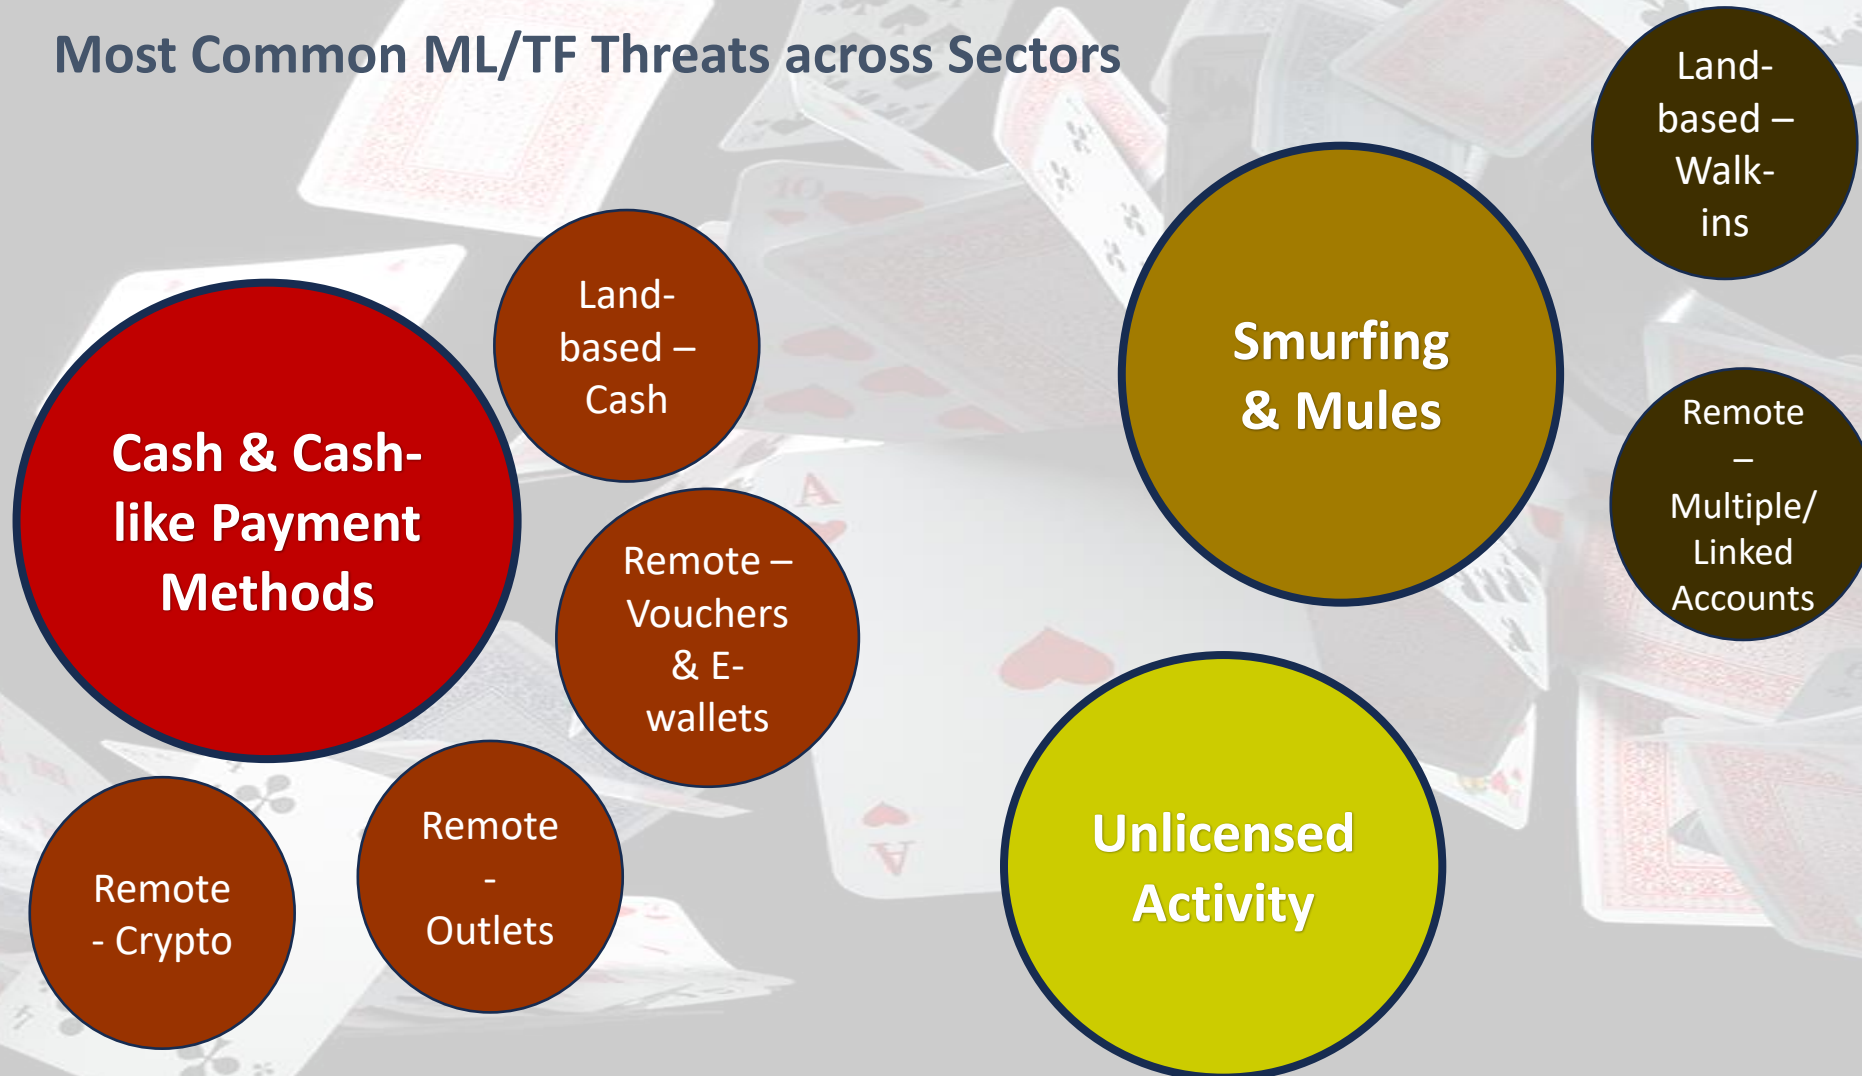 Most Common ML/TF Threats across Sectors
Cash & Cash-
like Payment
Methods
Land-
based –
Cash
Remote –
Vouchers
& E-
wallets
Remote
-
Outlets
Remote
- Crypto
Smurfing
& Mules
Land-
based –
Walk-
ins
Remote
–
Multiple/
Linked
Accounts
Unlicensed
Activity